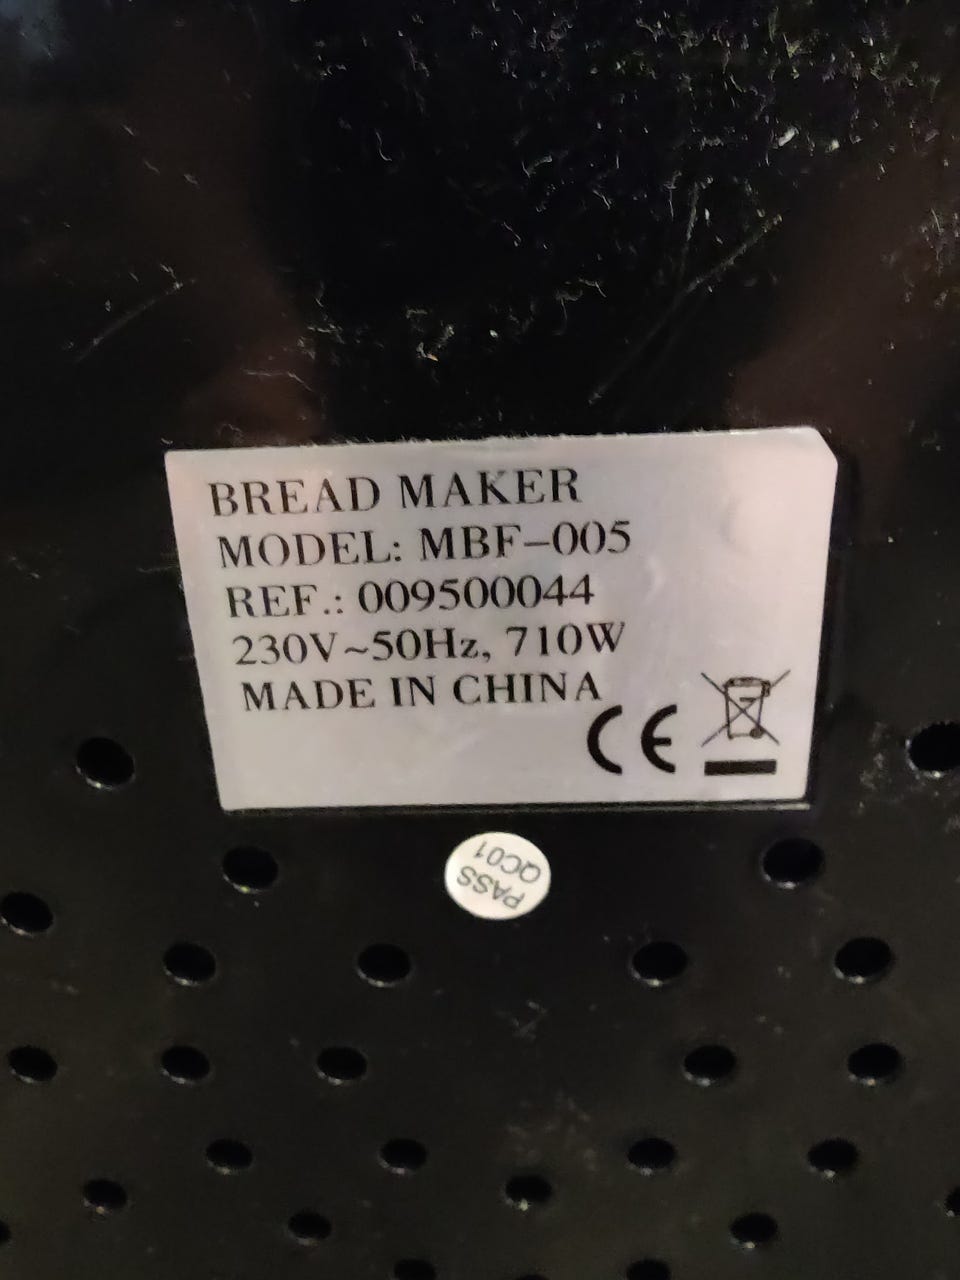 BREAD MAKER
MODEL: MBF-005
REF.: 009500044
230V~50Hz, 710W
MADE IN CHINA
CE
PASS
QC01